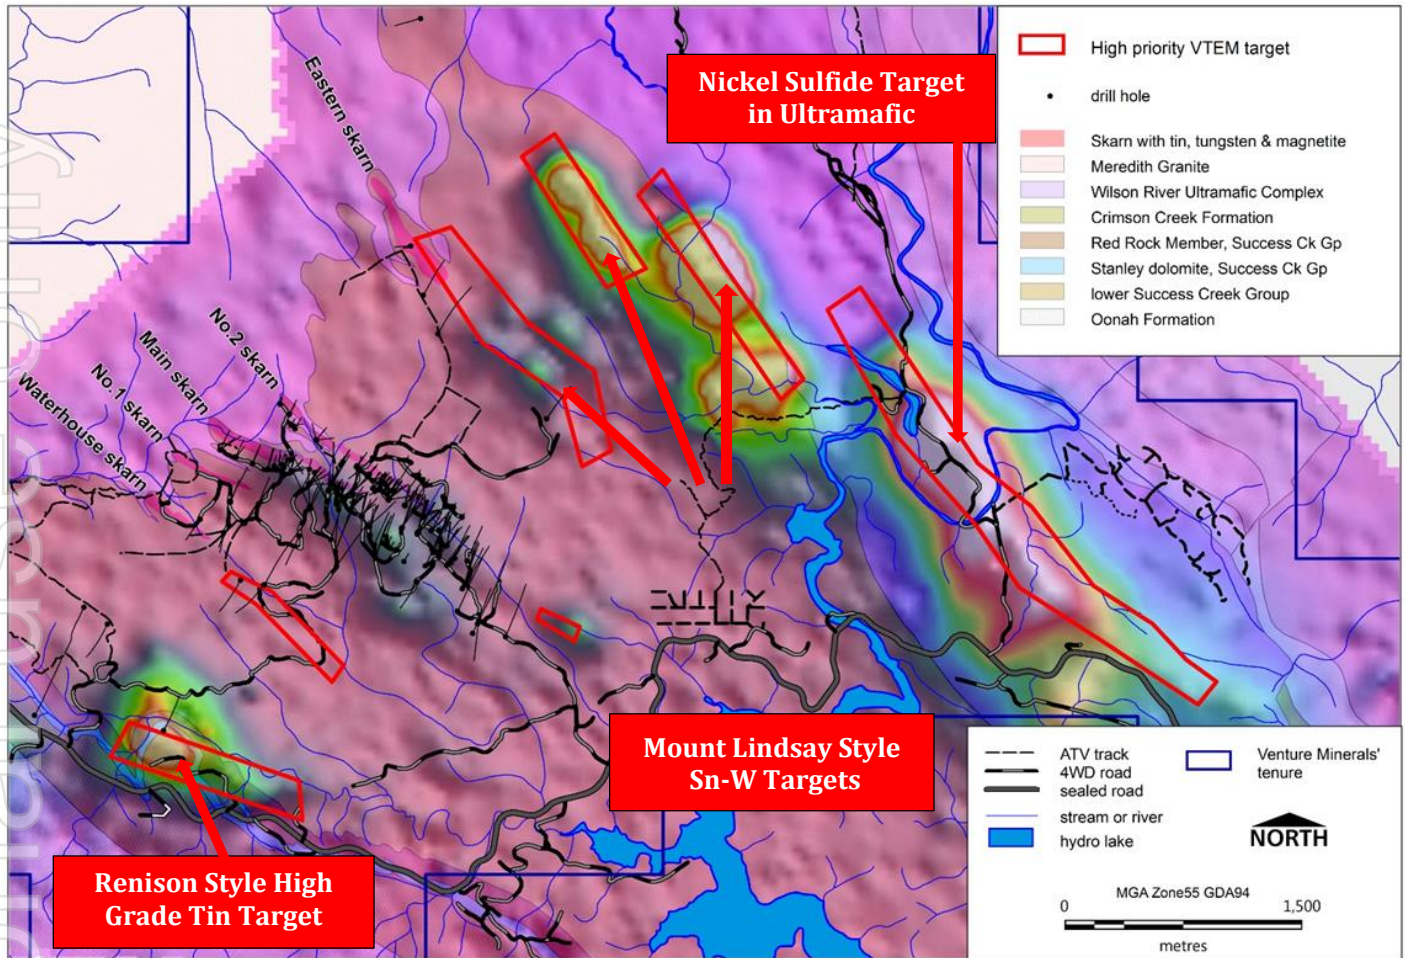 High priority VTEM target
drill hole
Skarn with tin, tungsten & magnetite
Meredith Granite
Wilson River Ultramafic Complex
Crimson Creek Formation
Red Rock Member, Success Ck Gp
Stanley dolomite, Success Ck Gp
lower Success Creek Group
Oonah Formation
Nickel Sulfide Target
in Ultramafic
Eastern skarn
No.2 skarn
Main skarn
No.1 skarn
Waterhouse skarn
Mount Lindsay Style
Sn-W Targets
Renison Style High
Grade Tin Target
ATV track
4WD road
sealed road
stream or river
hydro lake
Venture Minerals'
tenure
NORTH
MGA Zone55 GDA94
0 1,500
metres